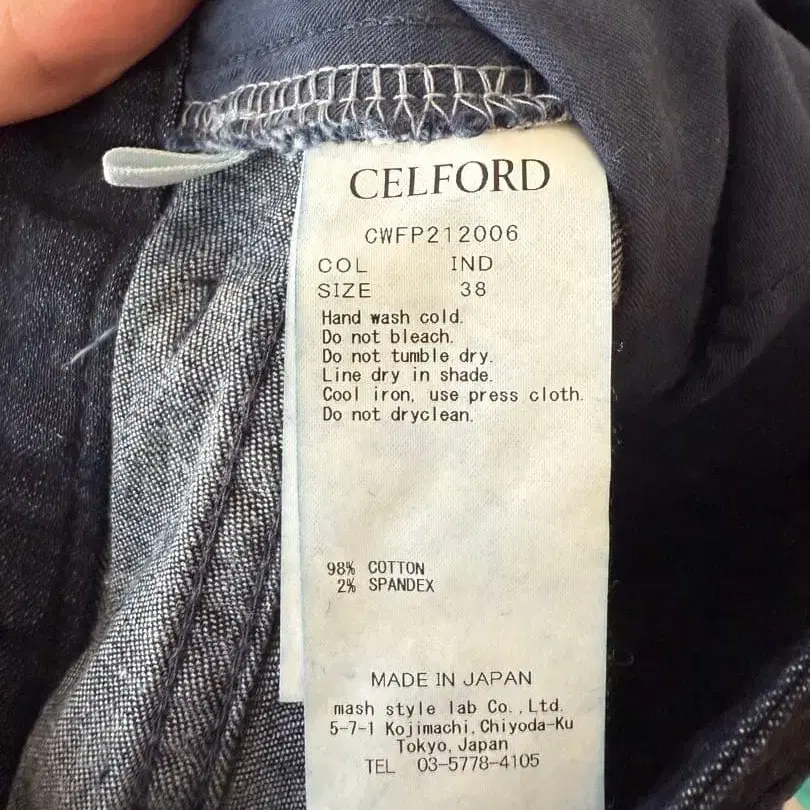 CELFORD
CWFP212006
COL IND
SIZE 38
Hand wash cold.
Do not bleach.
Do not tumble dry.
Line dry in shade.
Cool iron, use press cloth.
Do not dryclean.
98% COTTON
2% SPANDEX
MADE IN JAPAN
mash style lab Co.,Ltd.
5-7-1 Kojimachi,Chiyoda-Ku
Tokyo,Japan
TEL 03-5778-4105